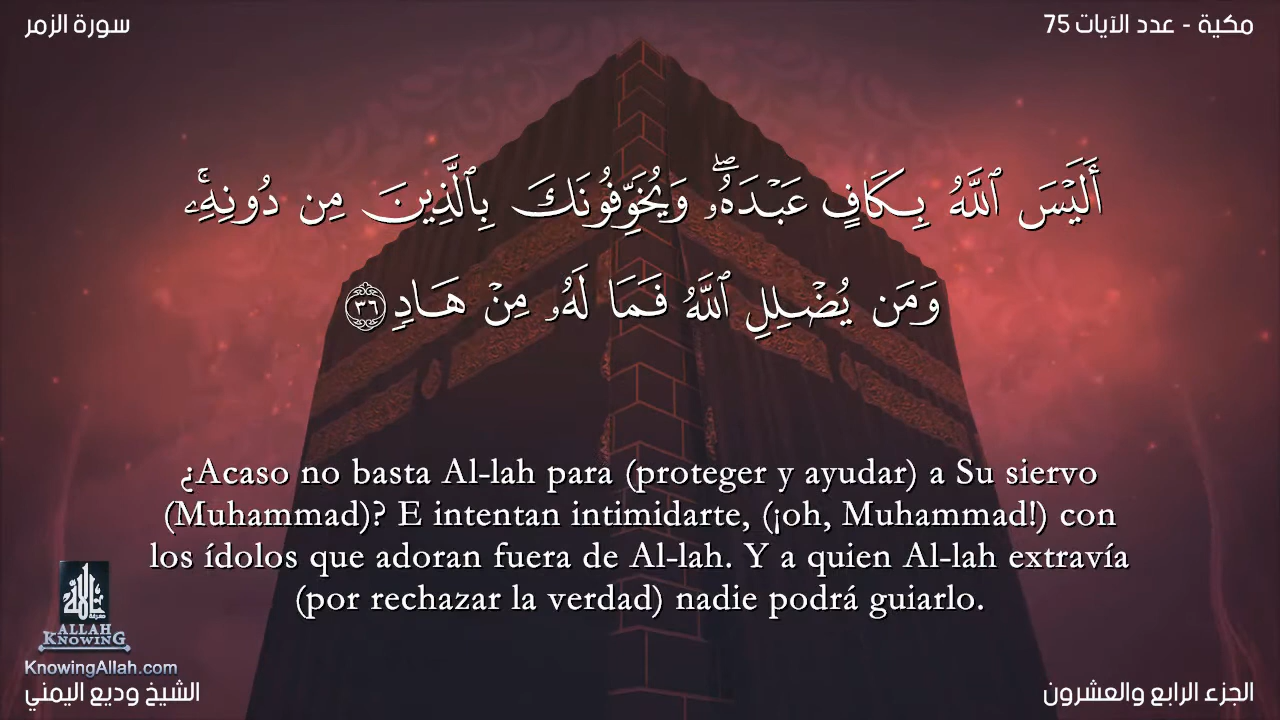 سورة الزمر
مكية - عدد الآيات 75
أَلَيْسَ ٱللَّهُ بِكَافٍ عَبْدَهُۥۖ وَيُخَوِّفُونَكَ بِٱلَّذِينَ مِن دُونِهِۦۚ
وَمَن يُضْلِلِ ٱللَّهُ فَمَا لَهُۥ مِنْ هَادٍ ٣٦
¿Acaso no basta Al-lah para (proteger y ayudar) a Su siervo
(Muhammad)? E intentan intimidarte, (¡oh, Muhammad!) con
los ídolos que adoran fuera de Al-lah. Y a quien Al-lah extravía
(por rechazar la verdad) nadie podrá guiarlo.
ALLAH
KNOWING
KnowingAllah.com
الشيخ وديع اليمني
الجزء الرابع والعشرون